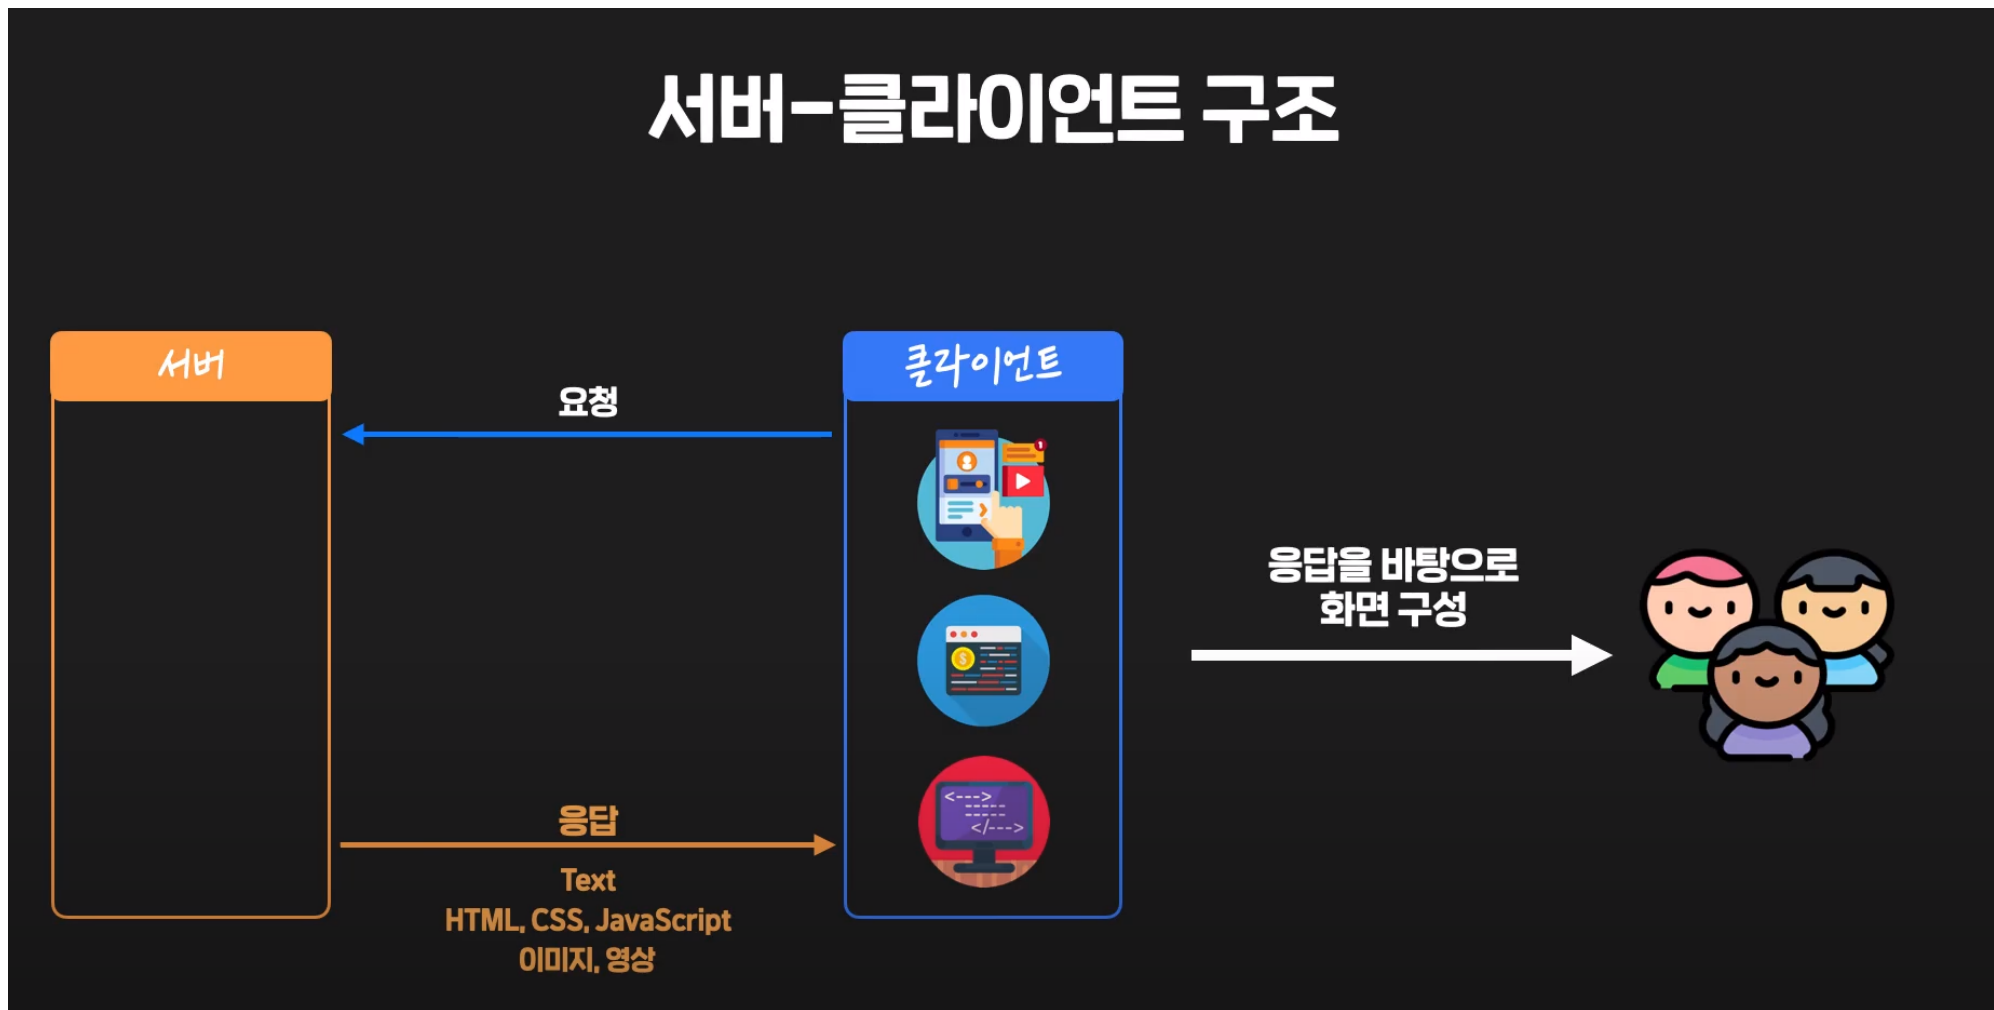 서버-클라이언트 구조
서버
클라이언트
요청
1
$
<--->
</--->
응답을 바탕으로
화면 구성
응답
Text
HTML, CSS, JavaScript
이미지, 영상